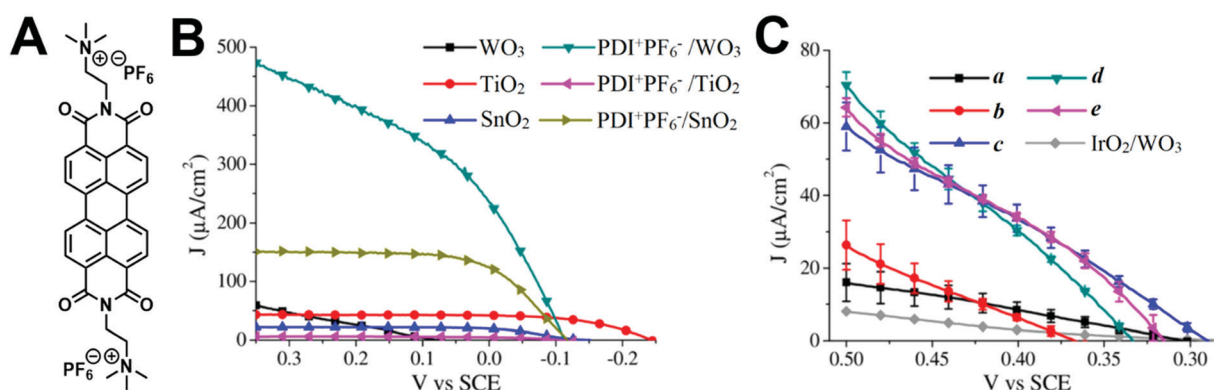 A
N
+
⊖
PF6
O N O
O N O
⊖
PF6
+
N
B
500
400
300
200
100
0
J (µA/cm²)
WO3
TiO2
SnO2
PDI⁺PF6⁻/WO3
PDI⁺PF6⁻/TiO2
PDI⁺PF6⁻/SnO2
0.3 0.2 0.1 0.0 -0.1 -0.2
V vs SCE
C
80
60
40
20
0
J (µA/cm²)
a
b
c
d
e
IrO2/WO3
0.50 0.45 0.40 0.35 0.30
V vs SCE